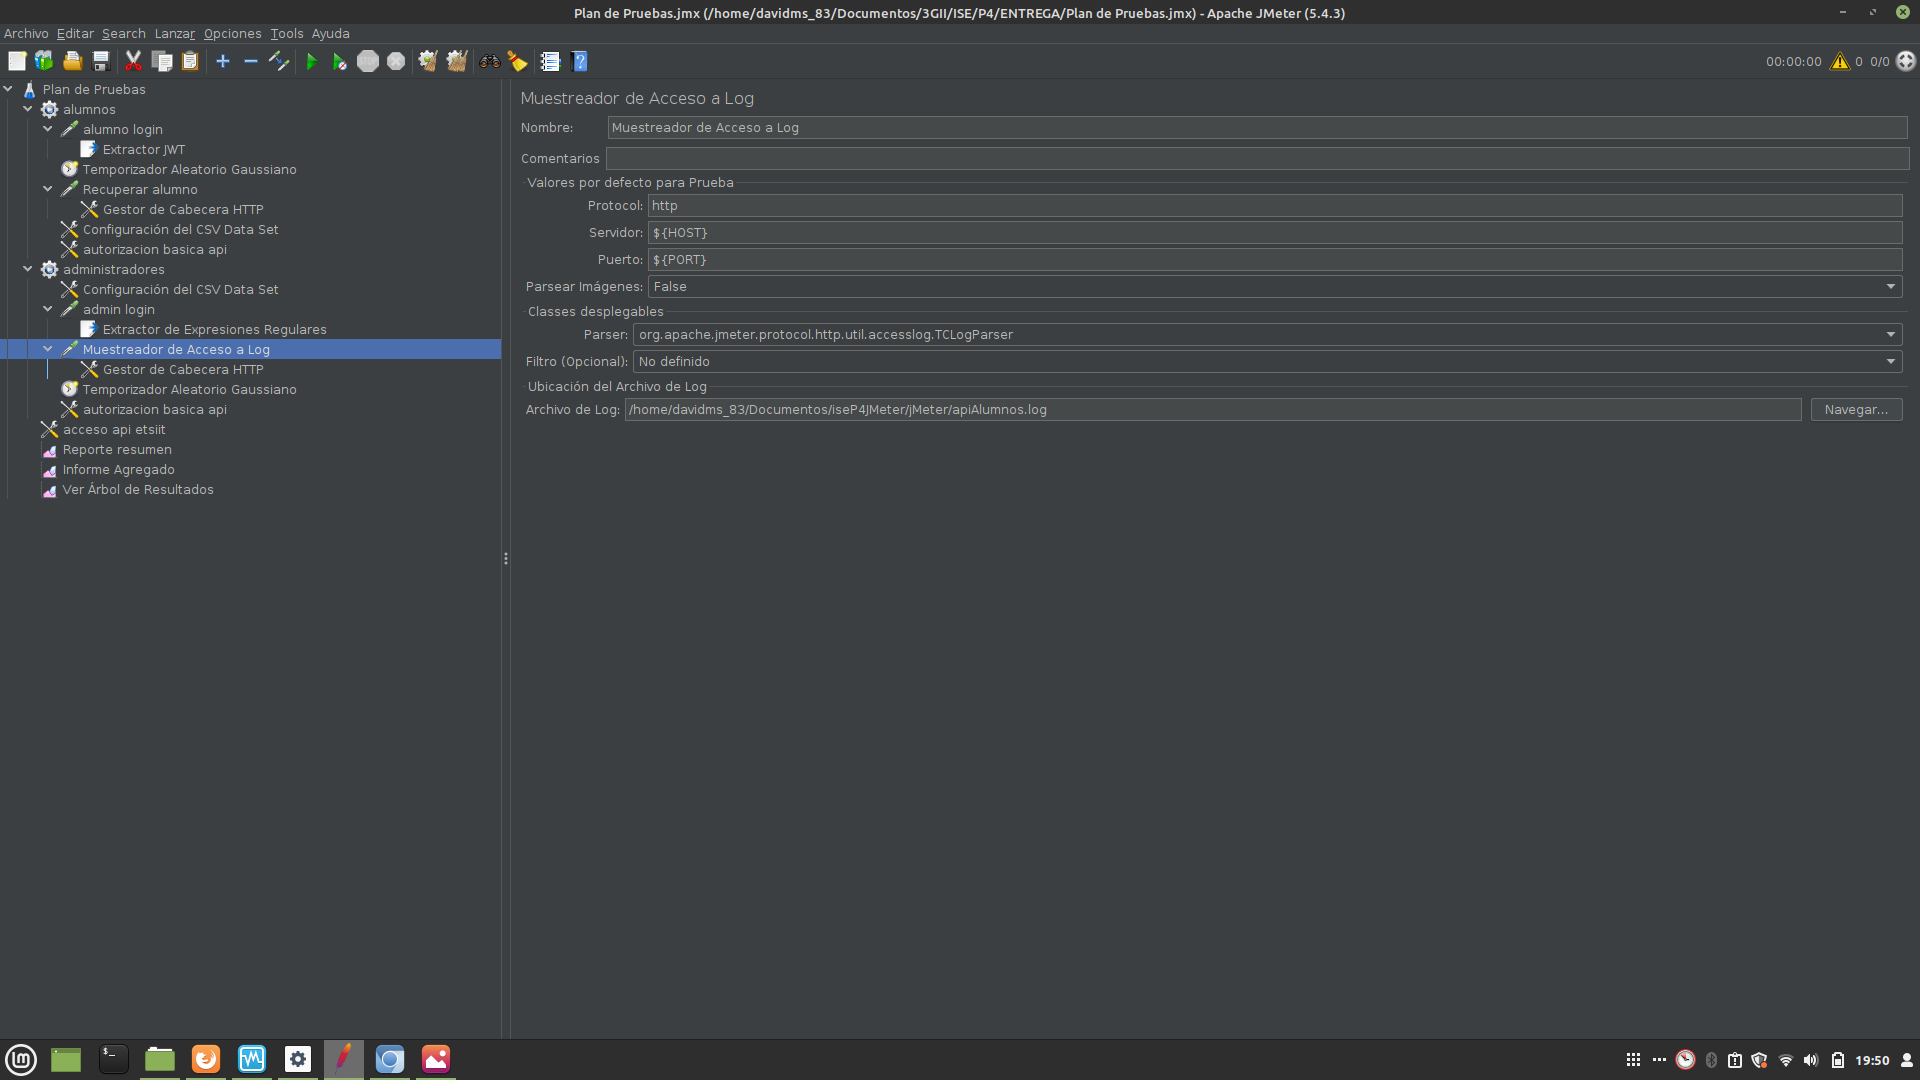 Plan de Pruebas.jmx (/home/davidms_83/Documentos/3GII/ISE/P4/ENTREGA/Plan de Pruebas.jmx) - Apache JMeter (5.4.3)
Archivo Editar Search Lanzar Opciones Tools Ayuda
00:00:00 0 0/0
Plan de Pruebas
alumnos
alumno login
Extractor JWT
Temporizador Aleatorio Gaussiano
Recuperar alumno
Gestor de Cabecera HTTP
Configuración del CSV Data Set
autorizacion basica api
administradores
Configuración del CSV Data Set
admin login
Extractor de Expresiones Regulares
Muestreador de Acceso a Log
Gestor de Cabecera HTTP
Temporizador Aleatorio Gaussiano
autorizacion basica api
acceso api etsiit
Reporte resumen
Informe Agregado
Ver Árbol de Resultados
Muestreador de Acceso a Log
Nombre: Muestreador de Acceso a Log
Comentarios
Valores por defecto para Prueba
Protocol: http
Servidor: ${HOST}
Puerto: ${PORT}
Parsear Imágenes: False
Classes desplegables
Parser: org.apache.jmeter.protocol.http.util.accesslog.TCLogParser
Filtro (Opcional): No definido
Ubicación del Archivo de Log
Archivo de Log: /home/davidms_83/Documentos/iseP4JMeter/jMeter/apiAlumnos.log Navegar...
19:50